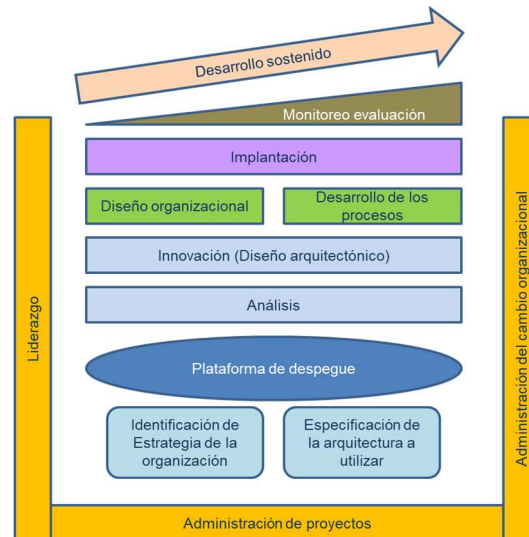 Desarrollo sostenido
Monitoreo evaluación
Implantación
Diseño organizacional
Desarrollo de los
procesos
Innovación (Diseño arquitectónico)
Análisis
Plataforma de despegue
Identificación de
Estrategia de la
organización
Especificación de
la arquitectura a
utilizar
Liderazgo
Administración del cambio organizacional
Administración de proyectos